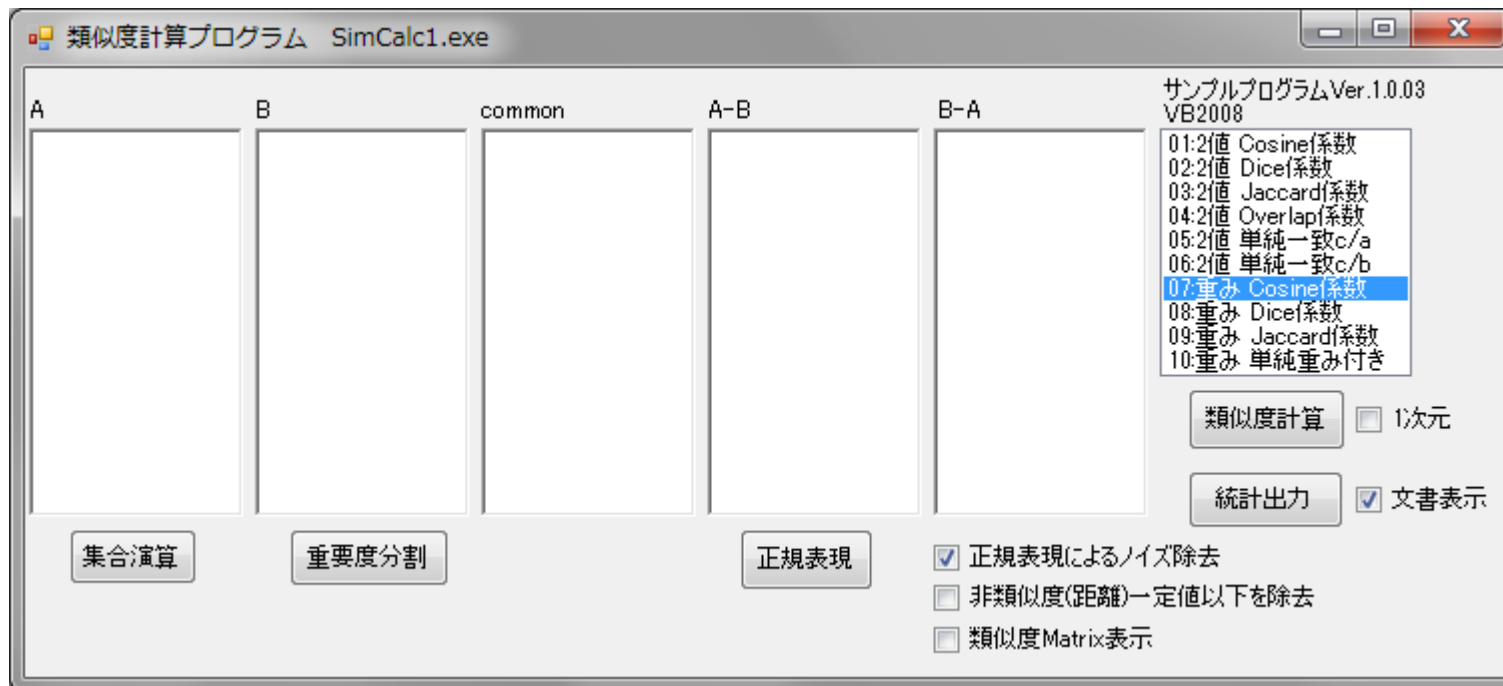 類似度計算プログラム　SimCalc1.exe
サンプルプログラムVer.1.0.03
VB2008
A
B
common
A-B
B-A
01:2値 Cosine係数
02:2値 Dice係数
03:2値 Jaccard係数
04:2値 Overlap係数
05:2値 単純一致c/a
06:2値 単純一致c/b
07:重み Cosine係数
08:重み Dice係数
09:重み Jaccard係数
10:重み 単純重み付き
類似度計算
1次元
統計出力
文書表示
集合演算
重要度分割
正規表現
正規表現によるノイズ除去
非類似度(距離)一定値以下を除去
類似度Matrix表示